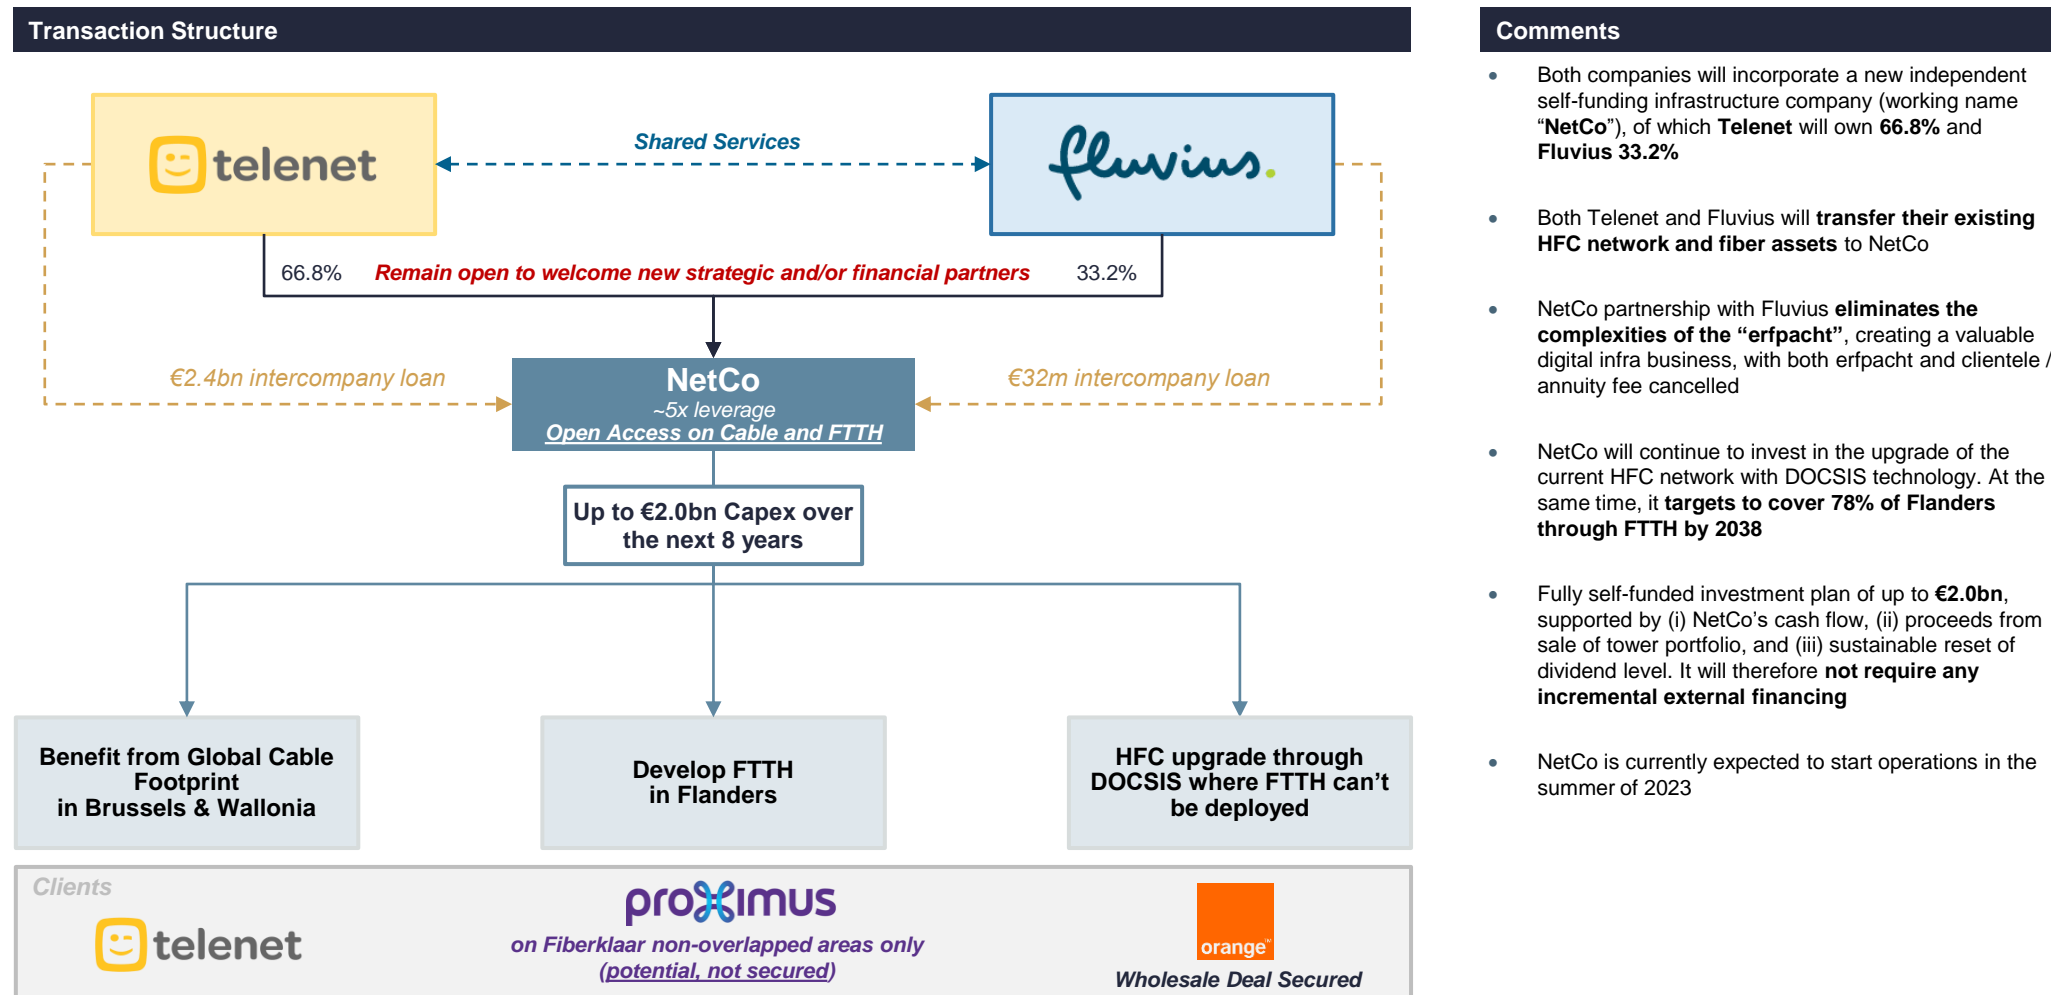 Transaction Structure
telenet
Shared Services
fluvius.
66.8%
Remain open to welcome new strategic and/or financial partners
33.2%
€2.4bn intercompany loan
NetCo
~5x leverage
Open Access on Cable and FTTH
€32m intercompany loan
Up to €2.0bn Capex over
the next 8 years
Benefit from Global Cable
Footprint
in Brussels & Wallonia
Develop FTTH
in Flanders
HFC upgrade through
DOCSIS where FTTH can't
be deployed
Clients
telenet
proximus
on Fiberklaar non-overlapped areas only
(potential, not secured)
orange™
Wholesale Deal Secured
Comments
• Both companies will incorporate a new independent
self-funding infrastructure company (working name
“NetCo”), of which Telenet will own 66.8% and
Fluvius 33.2%
• Both Telenet and Fluvius will transfer their existing
HFC network and fiber assets to NetCo
• NetCo partnership with Fluvius eliminates the
complexities of the “erfpacht”, creating a valuable
digital infra business, with both erfpacht and clientele /
annuity fee cancelled
• NetCo will continue to invest in the upgrade of the
current HFC network with DOCSIS technology. At the
same time, it targets to cover 78% of Flanders
through FTTH by 2038
• Fully self-funded investment plan of up to €2.0bn,
supported by (i) NetCo’s cash flow, (ii) proceeds from
sale of tower portfolio, and (iii) sustainable reset of
dividend level. It will therefore not require any
incremental external financing
• NetCo is currently expected to start operations in the
summer of 2023